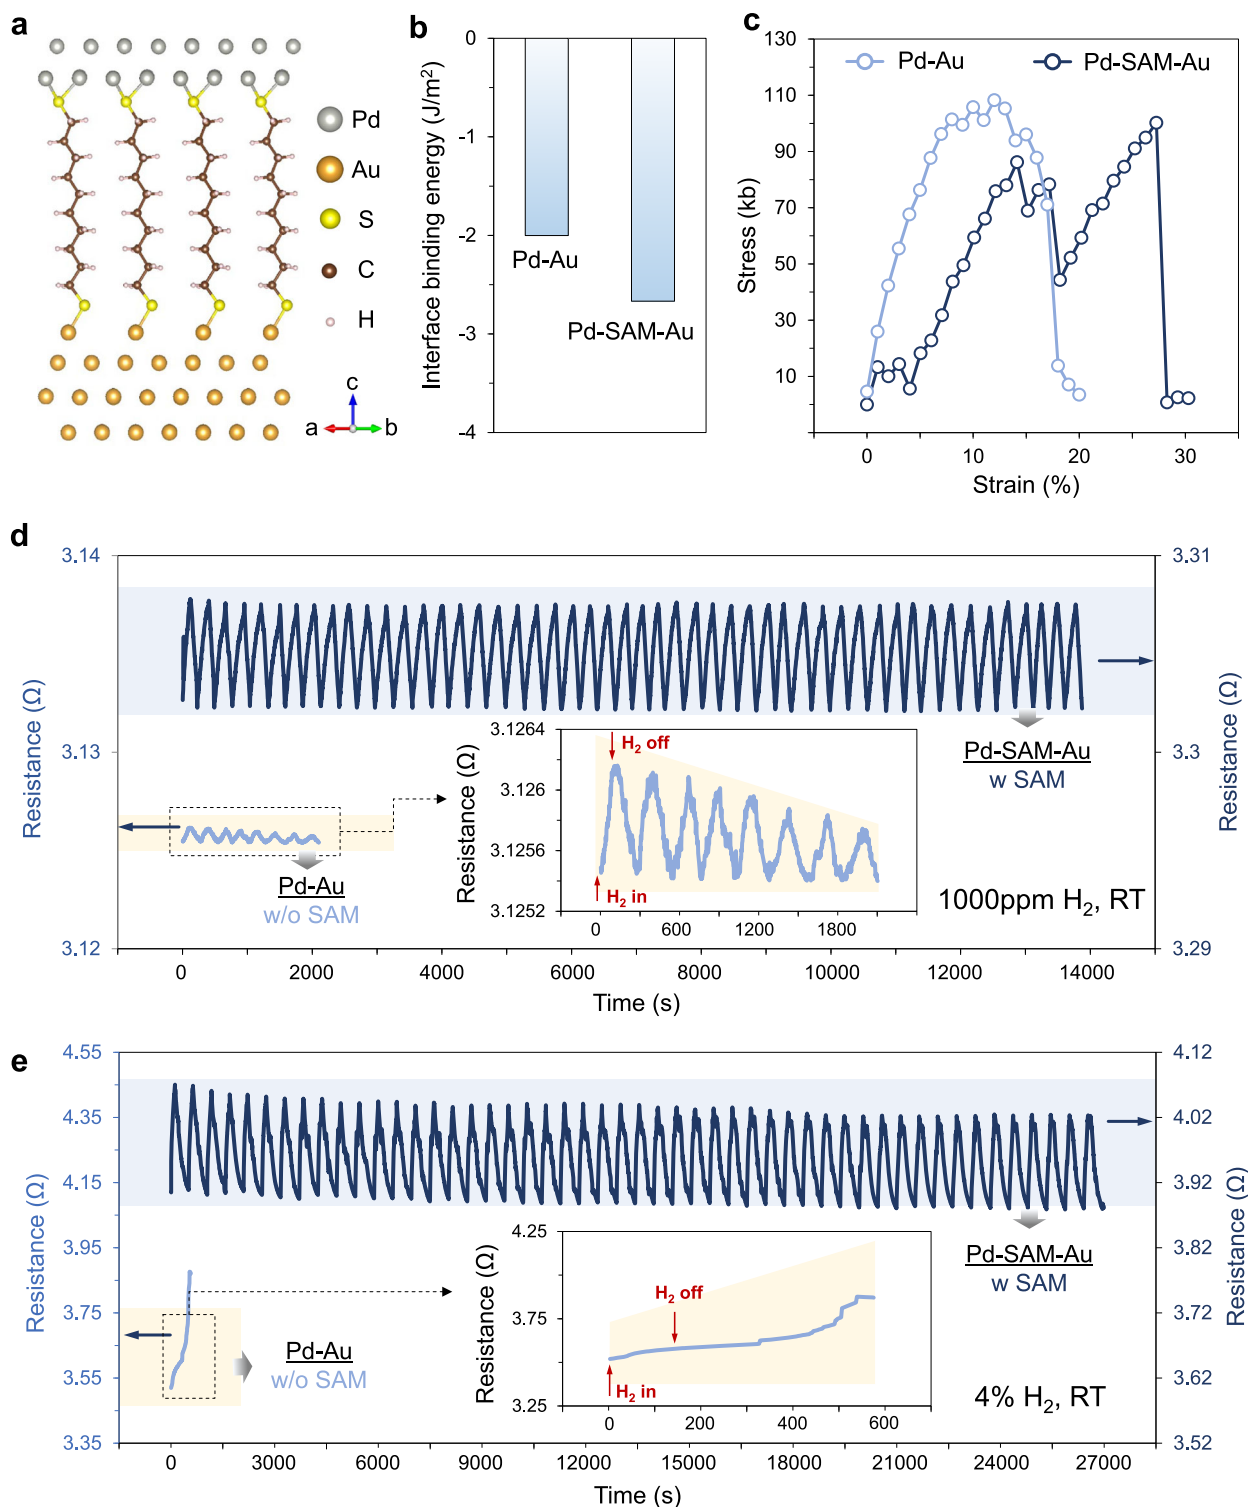 a
Pd
Au
S
C
H
c
a
b
b
Interface binding energy (J/m²)
0
-1
-2
-3
-4
Pd-Au
Pd-SAM-Au
c
Stress (kb)
130
110
90
70
50
30
10
Pd-Au
Pd-SAM-Au
0
10
20
30
Strain (%)
d
Resistance (Ω)
3.14
3.13
3.12
Resistance (Ω)
3.31
3.3
3.29
Pd-SAM-Au
w SAM
Pd-Au
w/o SAM
Resistance (Ω)
3.1264
3.126
3.1256
3.1252
H₂ off
H₂ in
0
600
1200
1800
1000ppm H₂, RT
0
2000
4000
6000
8000
10000
12000
14000
Time (s)
e
Resistance (Ω)
4.55
4.35
4.15
3.95
3.75
3.55
3.35
Resistance (Ω)
4.12
4.02
3.92
3.82
3.72
3.62
3.52
Pd-SAM-Au
w SAM
Pd-Au
w/o SAM
Resistance (Ω)
4.25
3.75
3.25
H₂ off
H₂ in
0
200
400
600
4% H₂, RT
0
3000
6000
9000
12000
15000
18000
21000
24000
27000
Time (s)